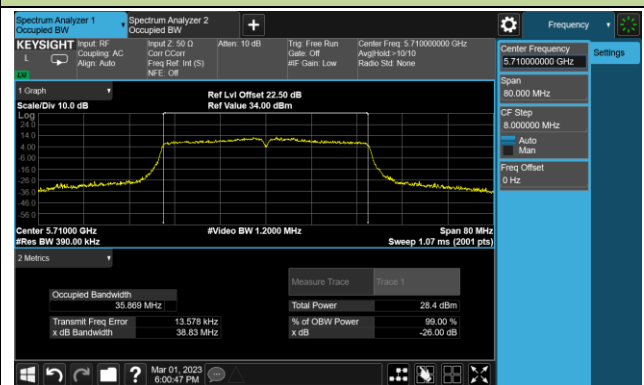 Spectrum Analyzer 1
Occupied BW
Spectrum Analyzer 2
Occupied BW
+
Frequency
KEYSIGHT
L
LXI
Input: RF
Coupling: AC
Align: Auto
Input Z: 50 Ω
Corr CCorr
Freq Ref: Int (S)
NFE: Off
Atten: 10 dB
Trig: Free Run
Gate: Off
#IF Gain: Low
Center Freq: 5.710000000 GHz
Avg|Hold:>10/10
Radio Std: None
Center Frequency
5.710000000 GHz
Settings
Span
80.000 MHz
CF Step
8.000000 MHz
Auto
Man
Freq Offset
0 Hz
1 Graph
Scale/Div 10.0 dB
Ref Lvl Offset 22.50 dB
Ref Value 34.00 dBm
Log
24.0
14.0
4.00
-6.00
-16.0
-26.0
-36.0
-46.0
-56.0
Center 5.71000 GHz
#Res BW 390.00 kHz
#Video BW 1.2000 MHz
Span 80 MHz
Sweep 1.07 ms (2001 pts)
2 Metrics
Measure Trace
Trace 1
Occupied Bandwidth
35.869 MHz
Total Power
28.4 dBm
Transmit Freq Error
13.578 kHz
% of OBW Power
99.00 %
x dB Bandwidth
38.83 MHz
x dB
-26.00 dB
?
Mar 01, 2023
6:00:47 PM